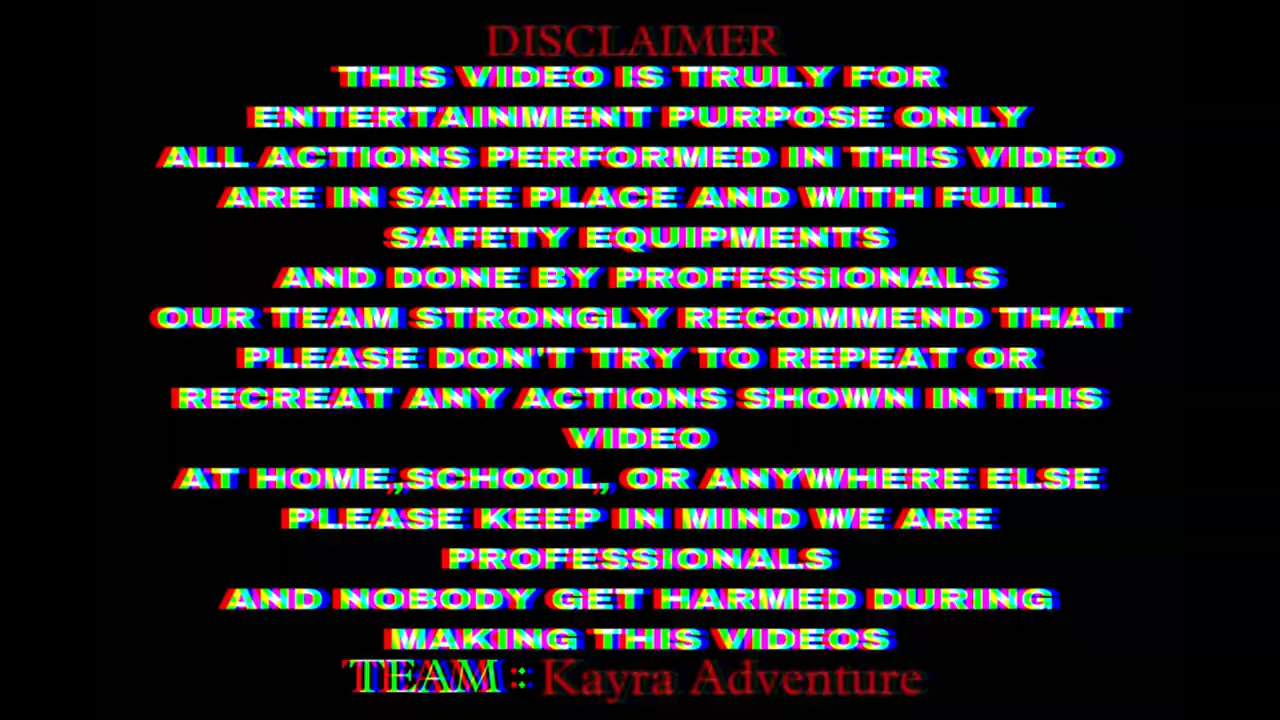 DISCLAIMER
THIS VIDEO IS TRULY FOR
ENTERTAINMENT PURPOSE ONLY
ALL ACTIONS PERFORMED IN THIS VIDEO
ARE IN SAFE PLACE AND WITH FULL
SAFETY EQUIPMENTS
AND DONE BY PROFESSIONALS
OUR TEAM STRONGLY RECOMMEND THAT
PLEASE DON'T TRY TO REPEAT OR
RECREAT ANY ACTIONS SHOWN IN THIS
VIDEO
AT HOME,,SCHOOL,, OR ANYWHERE ELSE
PLEASE KEEP IN MIND WE ARE
PROFESSIONALS
AND NOBODY GET HARMED DURING
MAKING THIS VIDEOS
TEAM :: Kayra Adventure